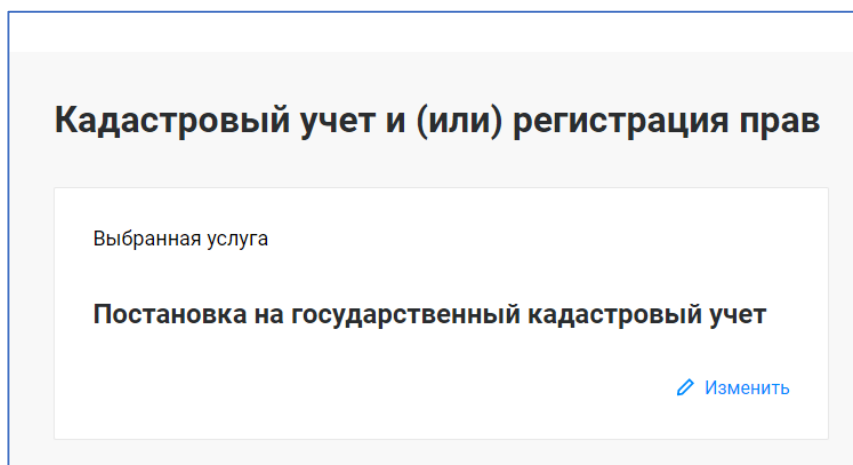 Кадастровый учет и (или) регистрация прав
Выбранная услуга
Постановка на государственный кадастровый учет
Изменить